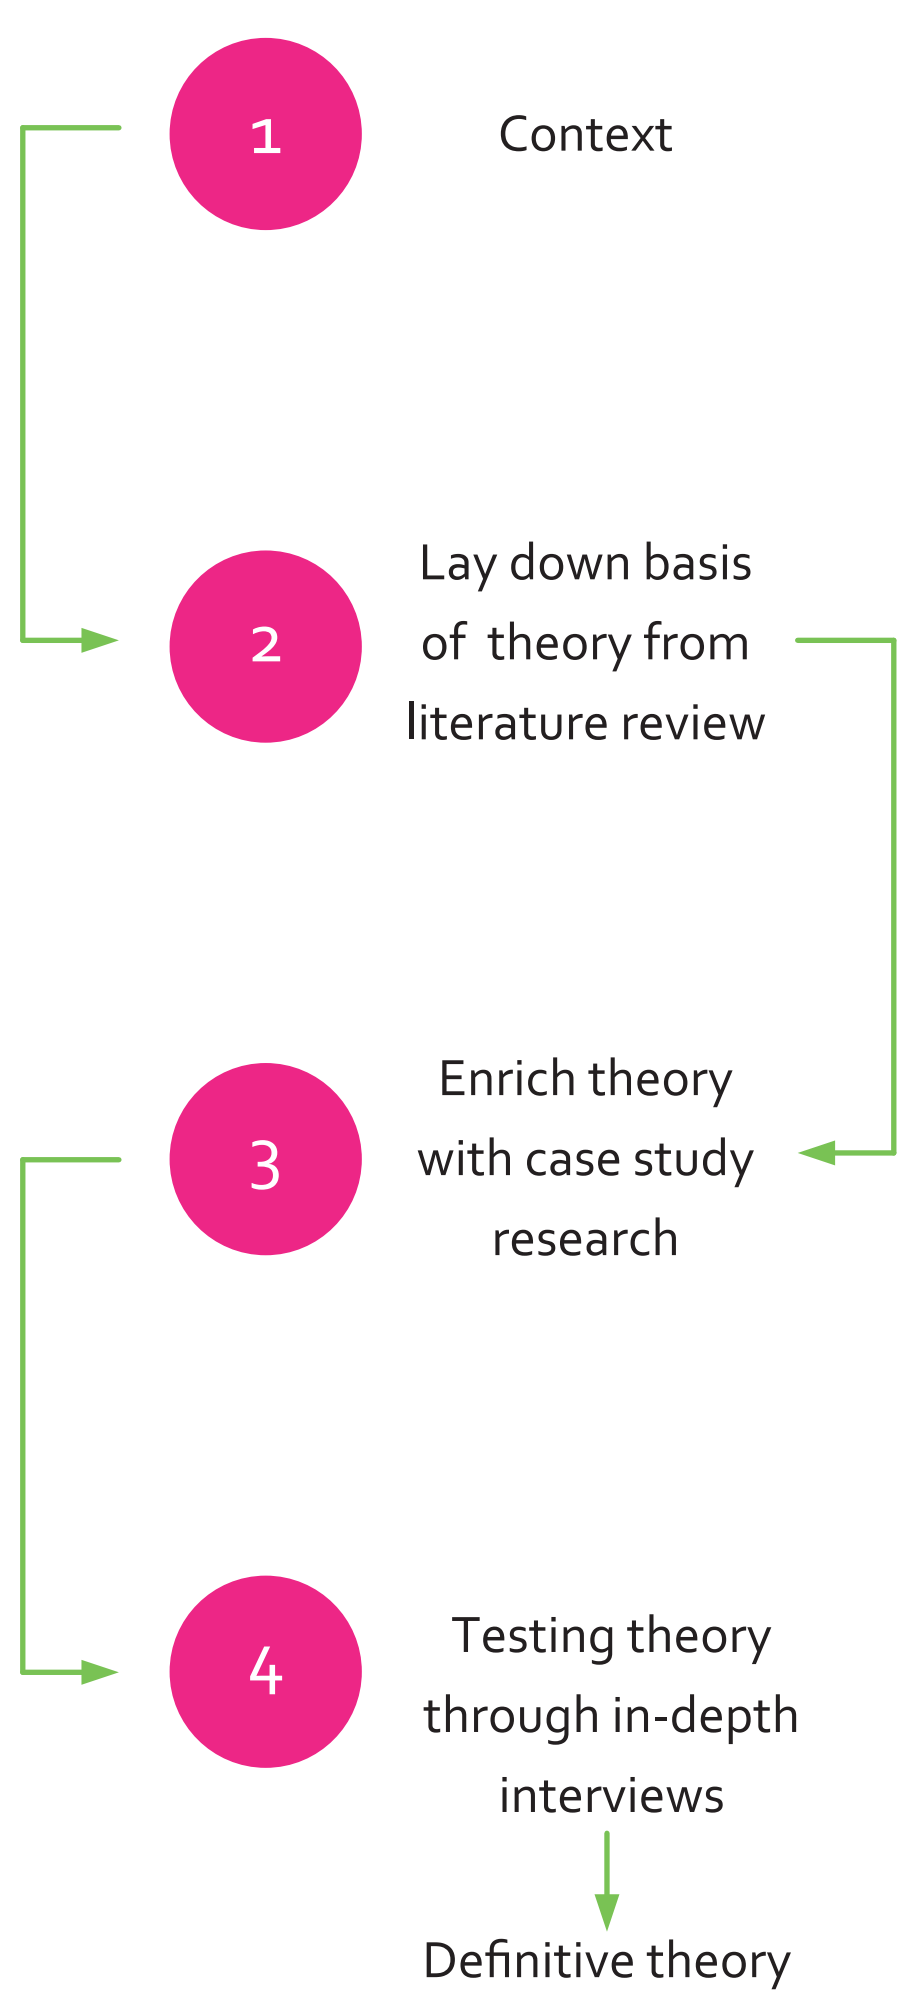 1
Context
2
Lay down basis
of theory from
literature review
3
Enrich theory
with case study
research
4
Testing theory
through in-depth
interviews
Definitive theory